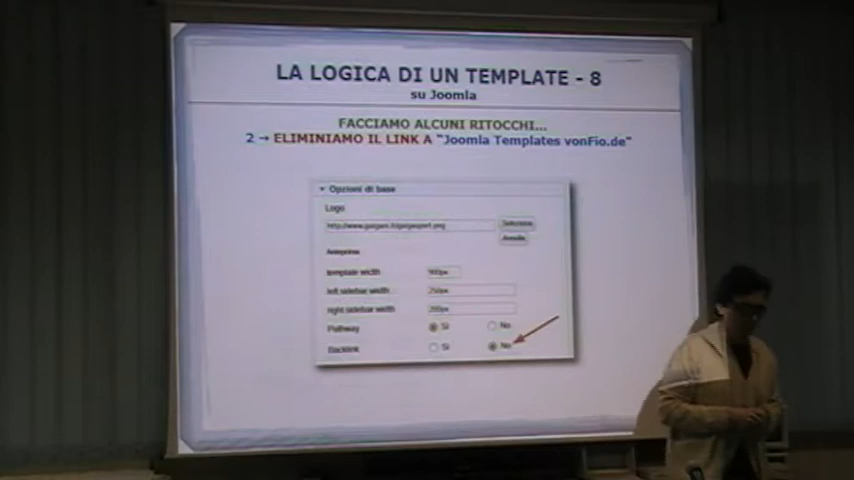 LA LOGICA DI UN TEMPLATE - 8
su Joomla
FACCIAMO ALCUNI RITOCCHI...
2 → ELIMINIAMO IL LINK A "Joomla Templates vonFio.de"
Opzioni di base
Logo
Seleziona
Annulla
Anteprima
template width 900px
left sidebar width 250px
right sidebar width 200px
Pathway Sì No
Backlink Sì No